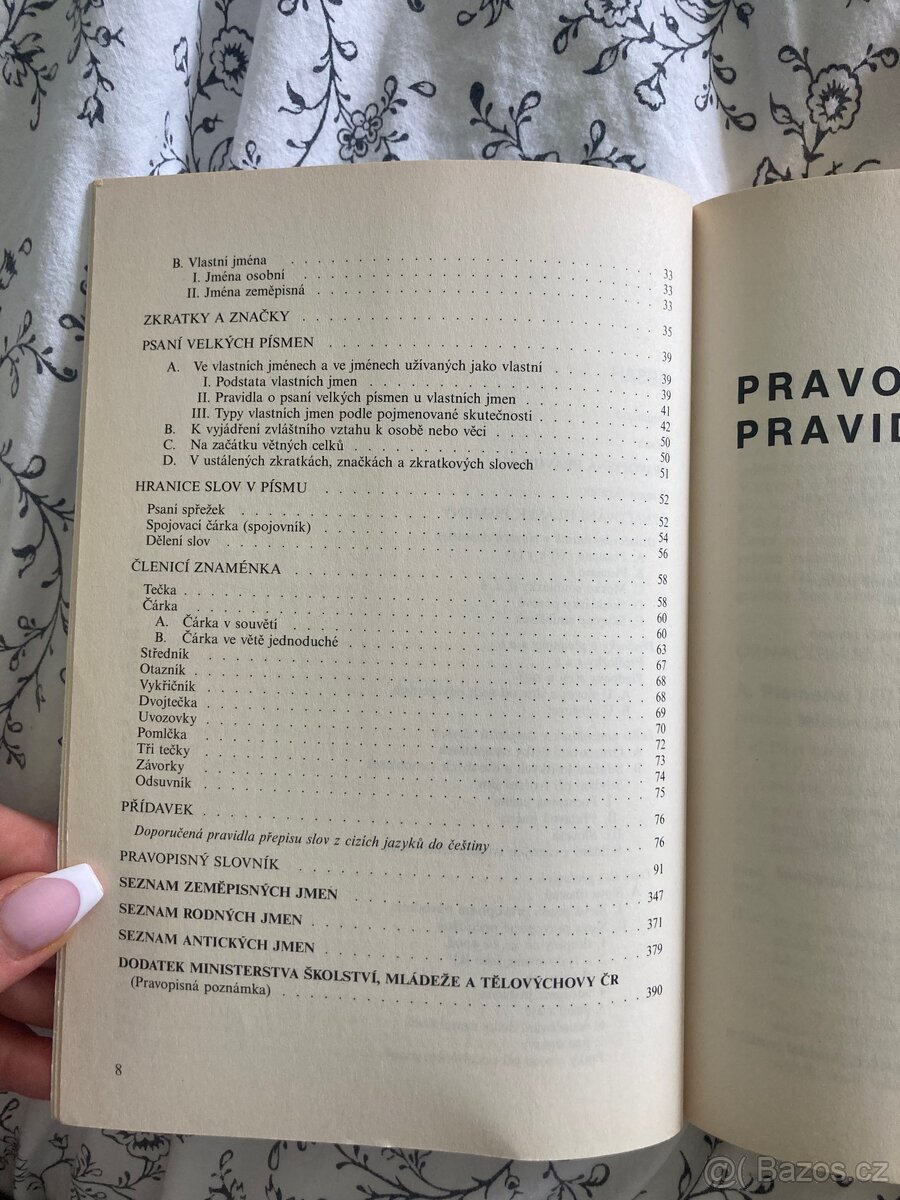 B. Vlastní jména . . . . . . . . . . . . . . . . . . . . 33
I. Jména osobní . . . . . . . . . . . . . . . . . . . . 33
II. Jména zeměpisná . . . . . . . . . . . . . . . . . . . . 33
ZKRATKY A ZNAČKY . . . . . . . . . . . . . . . . . . . . 35
PSANÍ VELKÝCH PÍSMEN . . . . . . . . . . . . . . . . . . . . 39
A. Ve vlastních jménech a ve jménech užívaných jako vlastní . . . . . . . . 39
I. Podstata vlastních jmen . . . . . . . . . . . . . . . . . . . . 39
II. Pravidla o psaní velkých písmen u vlastních jmen . . . . . . . . . . 41
III. Typy vlastních jmen podle pojmenované skutečnosti . . . . . . . . . . 42
B. K vyjádření zvláštního vztahu k osobě nebo věci . . . . . . . . . . 50
C. Na začátku větných celků . . . . . . . . . . . . . . . . . . . . 50
D. V ustálených zkratkách, značkách a zkratkových slovech . . . . . . . . 51
HRANICE SLOV V PÍSMU . . . . . . . . . . . . . . . . . . . . 52
Psaní spřežek . . . . . . . . . . . . . . . . . . . . 52
Spojovací čárka (spojovník) . . . . . . . . . . . . . . . . . . . . 54
Dělení slov . . . . . . . . . . . . . . . . . . . . 56
ČLENICÍ ZNAMÉNKA . . . . . . . . . . . . . . . . . . . . 58
Tečka . . . . . . . . . . . . . . . . . . . . 58
Čárka . . . . . . . . . . . . . . . . . . . . 60
A. Čárka v souvětí . . . . . . . . . . . . . . . . . . . . 60
B. Čárka ve větě jednoduché . . . . . . . . . . . . . . . . . . . . 63
Středník . . . . . . . . . . . . . . . . . . . . 67
Otazník . . . . . . . . . . . . . . . . . . . . 68
Vykřičník . . . . . . . . . . . . . . . . . . . . 68
Dvojtečka . . . . . . . . . . . . . . . . . . . . 69
Uvozovky . . . . . . . . . . . . . . . . . . . . 70
Pomlčka . . . . . . . . . . . . . . . . . . . . 72
Tři tečky . . . . . . . . . . . . . . . . . . . . 73
Závorky . . . . . . . . . . . . . . . . . . . . 74
Odsuvník . . . . . . . . . . . . . . . . . . . . 75
PŘÍDAVEK . . . . . . . . . . . . . . . . . . . . 76
Doporučená pravidla přepisu slov z cizích jazyků do češtiny . . . . . . . . 76
PRAVOPISNÝ SLOVNÍK . . . . . . . . . . . . . . . . . . . . 91
SEZNAM ZEMĚPISNÝCH JMEN . . . . . . . . . . . . . . . . . . . . 347
SEZNAM RODNÝCH JMEN . . . . . . . . . . . . . . . . . . . . 371
SEZNAM ANTICKÝCH JMEN . . . . . . . . . . . . . . . . . . . . 379
DODATEK MINISTERSTVA ŠKOLSTVÍ, MLÁDEŽE A TĚLOVÝCHOVY ČR
(Pravopisná poznámka) . . . . . . . . . . . . . . . . . . . . 390
8
PRAVO
PRAVID
@ Bazos.cz